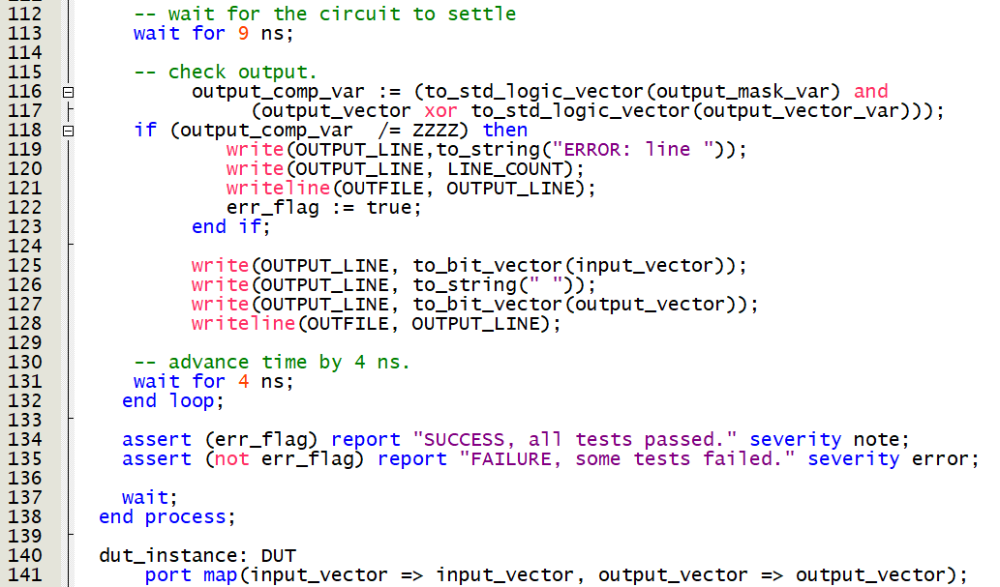 112 -- wait for the circuit to settle
113 wait for 9 ns;
114
115 -- check output.
116 output_comp_var := (to_std_logic_vector(output_mask_var) and
117 (output_vector xor to_std_logic_vector(output_vector_var)));
118 if (output_comp_var  /= ZZZZ) then
119 write(OUTPUT_LINE,to_string("ERROR: line "));
120 write(OUTPUT_LINE, LINE_COUNT);
121 writeline(OUTFILE, OUTPUT_LINE);
122 err_flag := true;
123 end if;
124
125 write(OUTPUT_LINE, to_bit_vector(input_vector));
126 write(OUTPUT_LINE, to_string(" "));
127 write(OUTPUT_LINE, to_bit_vector(output_vector));
128 writeline(OUTFILE, OUTPUT_LINE);
129
130 -- advance time by 4 ns.
131 wait for 4 ns;
132 end loop;
133
134 assert (err_flag) report "SUCCESS, all tests passed." severity note;
135 assert (not err_flag) report "FAILURE, some tests failed." severity error;
136
137 wait;
138 end process;
139
140 dut_instance: DUT
141 port map(input_vector => input_vector, output_vector => output_vector);